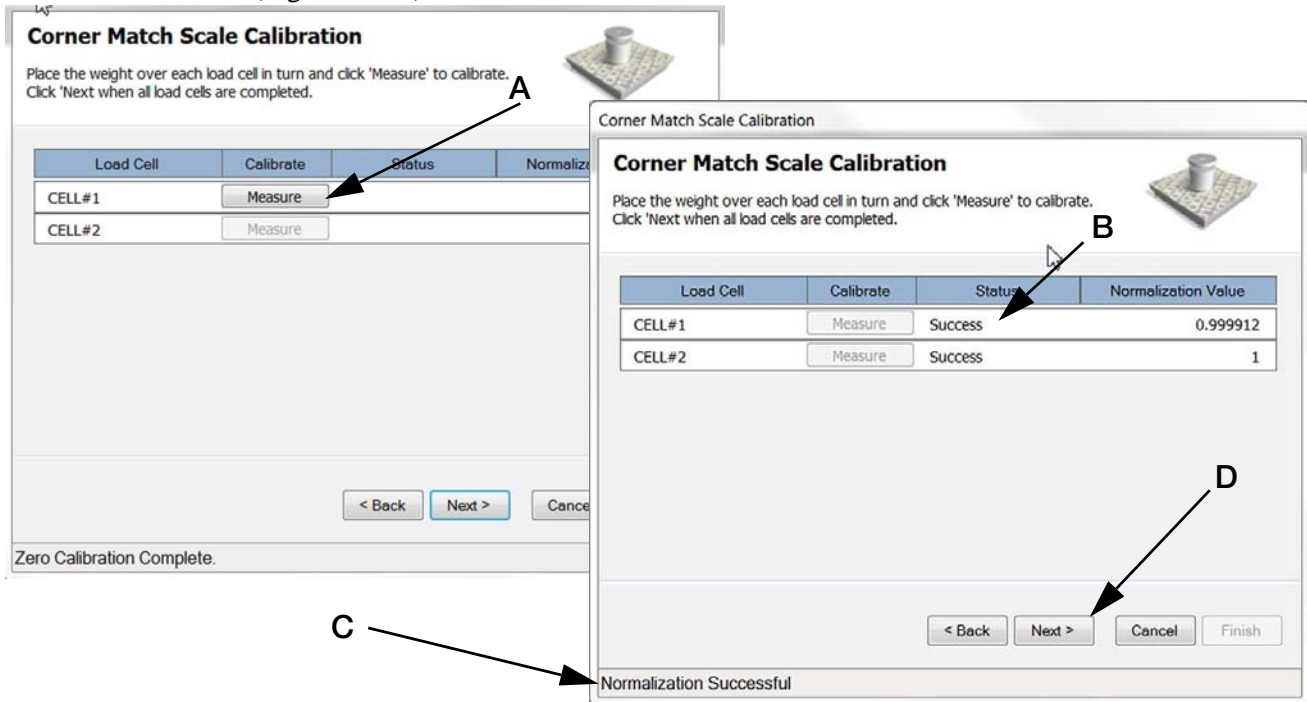 Corner Match Scale Calibration
Place the weight over each load cell in turn and click 'Measure' to calibrate.
Click 'Next when all load cells are completed.
A
Load Cell Calibrate Status
CELL#1 Measure
CELL#2 Measure
< Back Next >
Zero Calibration Complete.
Corner Match Scale Calibration
Corner Match Scale Calibration
Place the weight over each load cell in turn and click 'Measure' to calibrate.
Click 'Next when all load cells are completed.
B
Load Cell Calibrate Status Normalization Value
CELL#1 Measure Success 0.999912
CELL#2 Measure Success 1
D
< Back Next > Cancel Finish
C
Normalization Successful